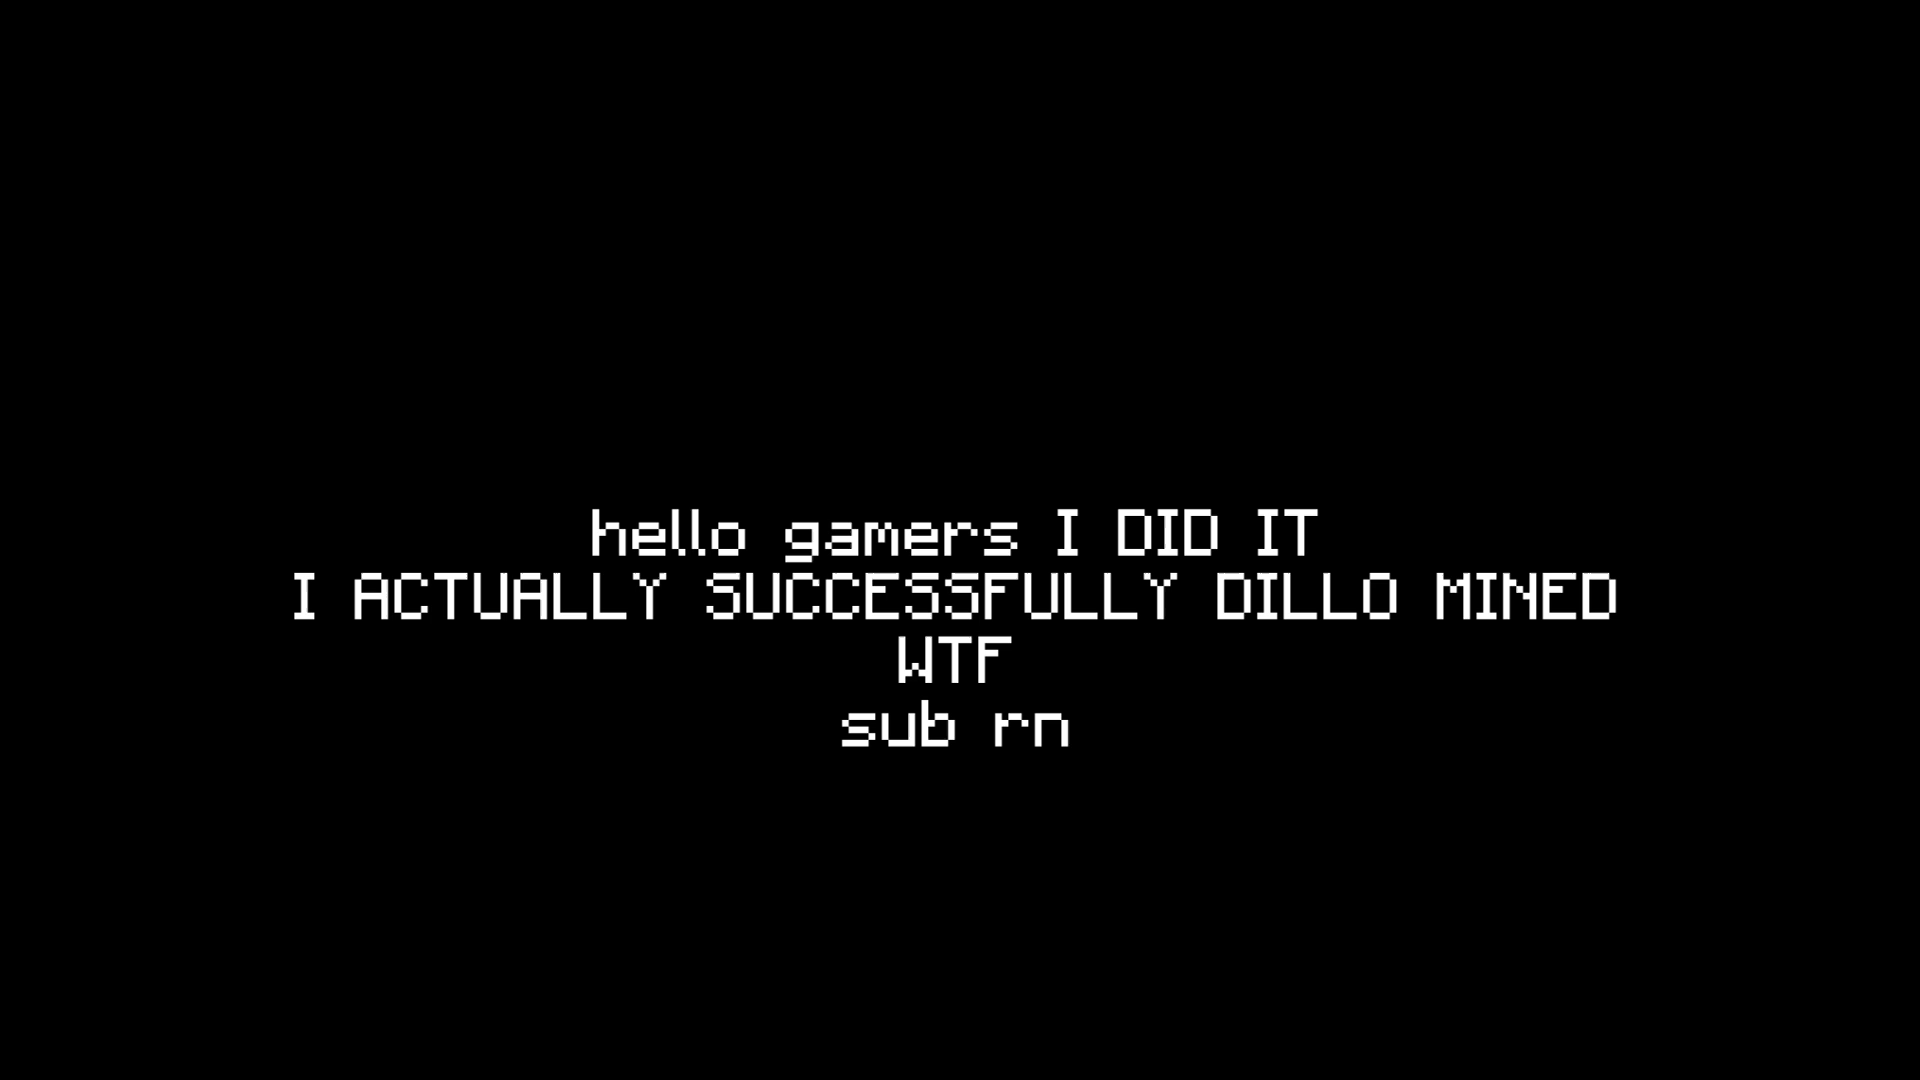 hello gamers I DID IT
I ACTUALLY SUCCESSFULLY DILLO MINED
WTF
sub rn